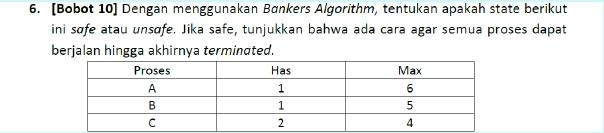 6. [Bobot 10] Dengan menggunakan Bankers Algorithm, tentukan apakah state berikut
ini safe atau unsafe. Jika safe, tunjukkan bahwa ada cara agar semua proses dapat
berjalan hingga akhirnya terminated.
Proses Has Max
A 1 6
B 1 5
C 2 4